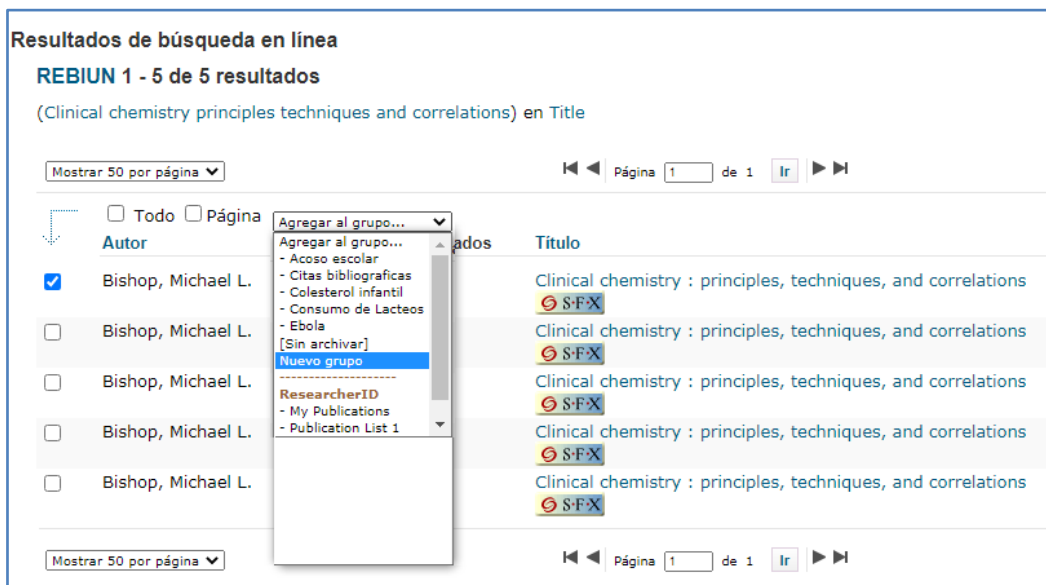 Resultados de búsqueda en línea
REBIUN 1 - 5 de 5 resultados
(Clinical chemistry principles techniques and correlations) en Title
Mostrar 50 por página Página 1 de 1 Ir
Todo Página Agregar al grupo...
Autor ados Título
Agregar al grupo...
- Acoso escolar
- Citas bibliograficas
- Colesterol infantil
- Consumo de Lacteos
- Ebola
[Sin archivar]
Nuevo grupo
--------------------
ResearcherID
- My Publications
- Publication List 1
Bishop, Michael L. Clinical chemistry : principles, techniques, and correlations
S·F·X
Bishop, Michael L. Clinical chemistry : principles, techniques, and correlations
S·F·X
Bishop, Michael L. Clinical chemistry : principles, techniques, and correlations
S·F·X
Bishop, Michael L. Clinical chemistry : principles, techniques, and correlations
S·F·X
Bishop, Michael L. Clinical chemistry : principles, techniques, and correlations
S·F·X
Mostrar 50 por página Página 1 de 1 Ir